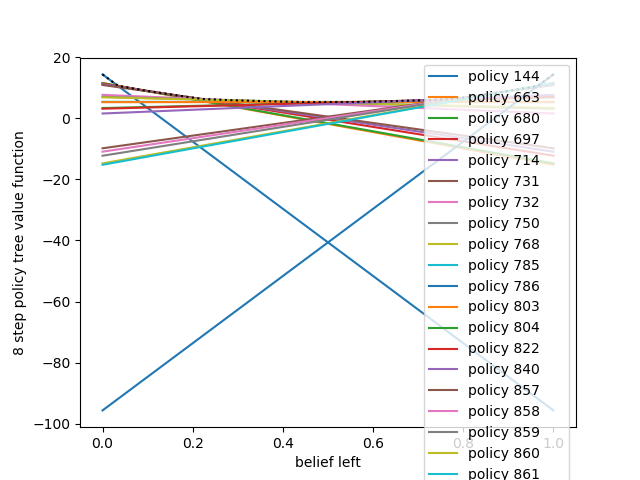 20
0
−20
−40
−60
−80
−100
8 step policy tree value function
0.0
0.2
0.4
0.6
0.8
1.0
belief left
policy 144
policy 663
policy 680
policy 697
policy 714
policy 731
policy 732
policy 750
policy 768
policy 785
policy 786
policy 803
policy 804
policy 822
policy 840
policy 857
policy 858
policy 859
policy 860
policy 861